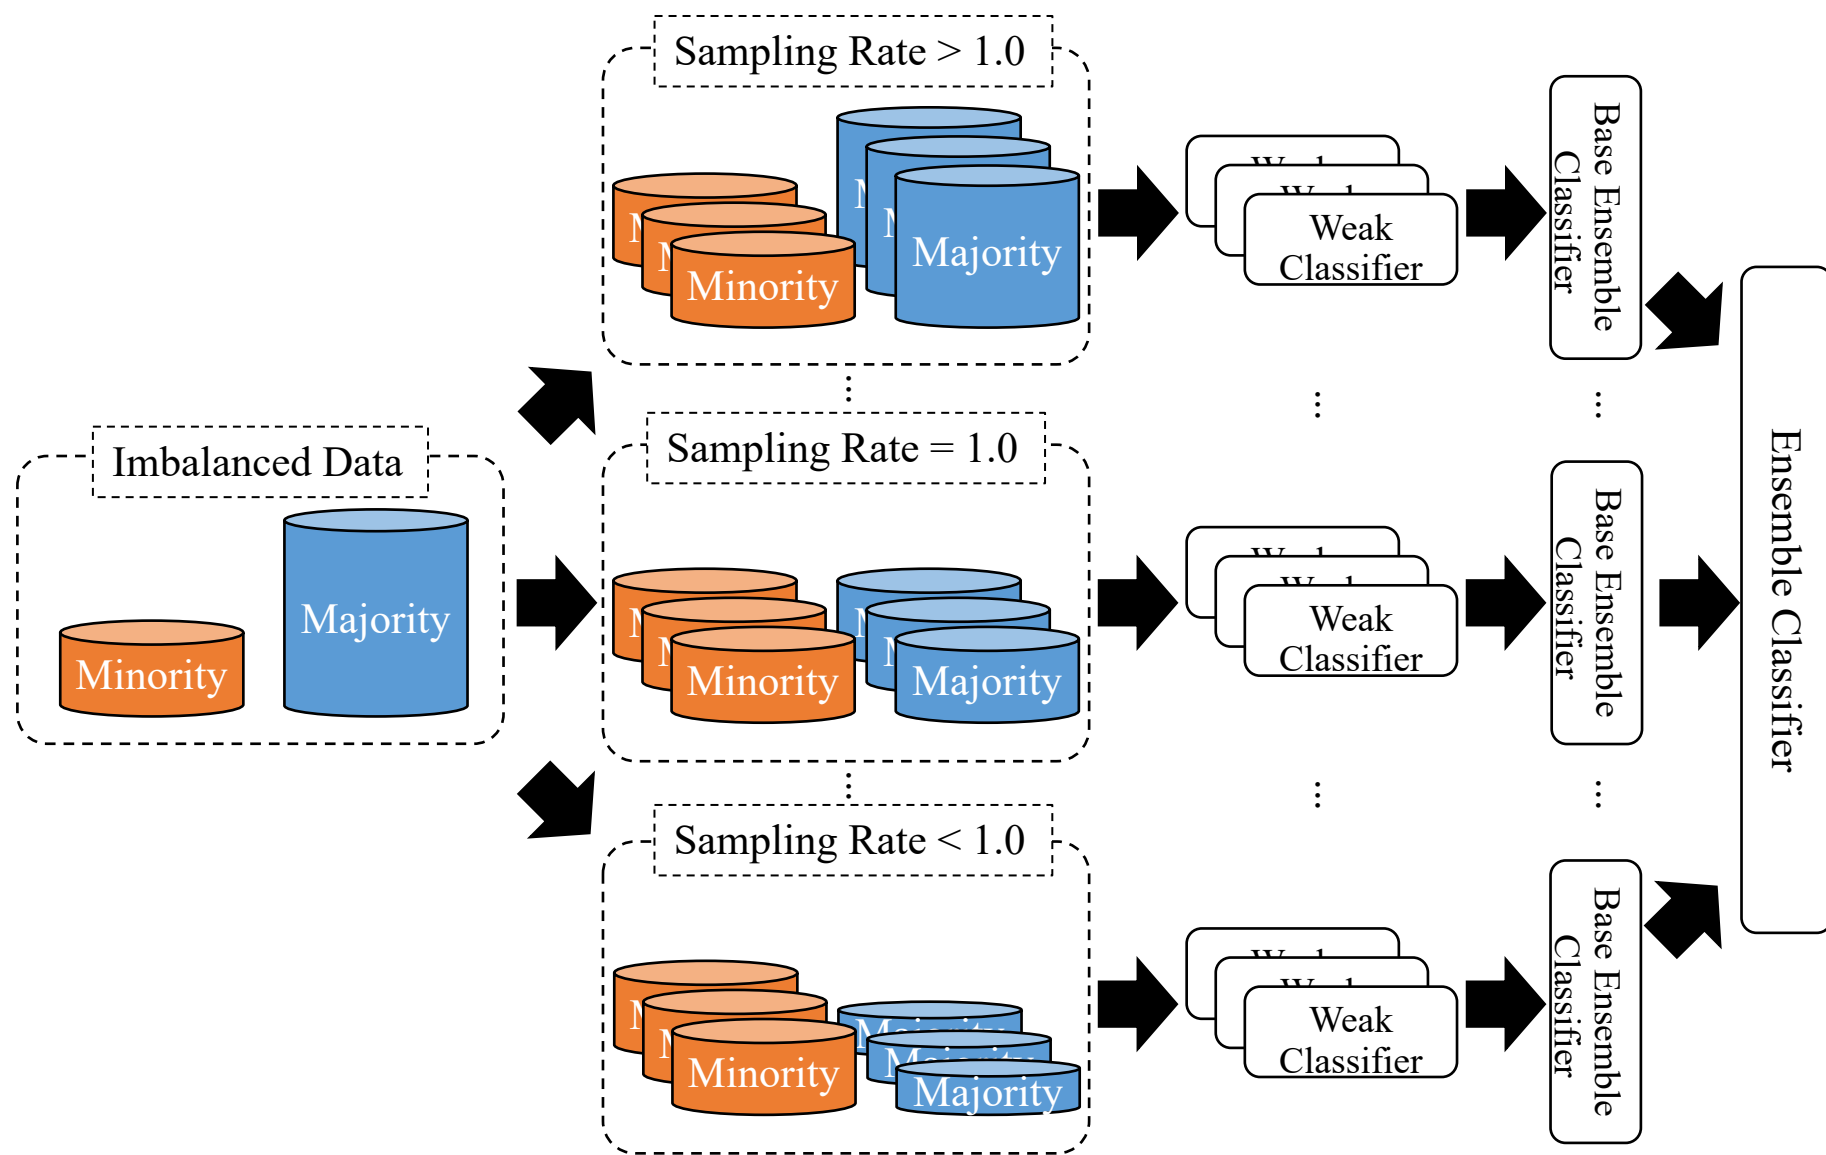 Imbalanced Data
Minority
Majority
Sampling Rate > 1.0
Minority
Majority
Weak
Classifier
Base Ensemble
Classifier
Sampling Rate = 1.0
Minority
Majority
Weak
Classifier
Base Ensemble
Classifier
Sampling Rate < 1.0
Minority
Majority
Majority
Majority
Weak
Classifier
Base Ensemble
Classifier
Ensemble Classifier